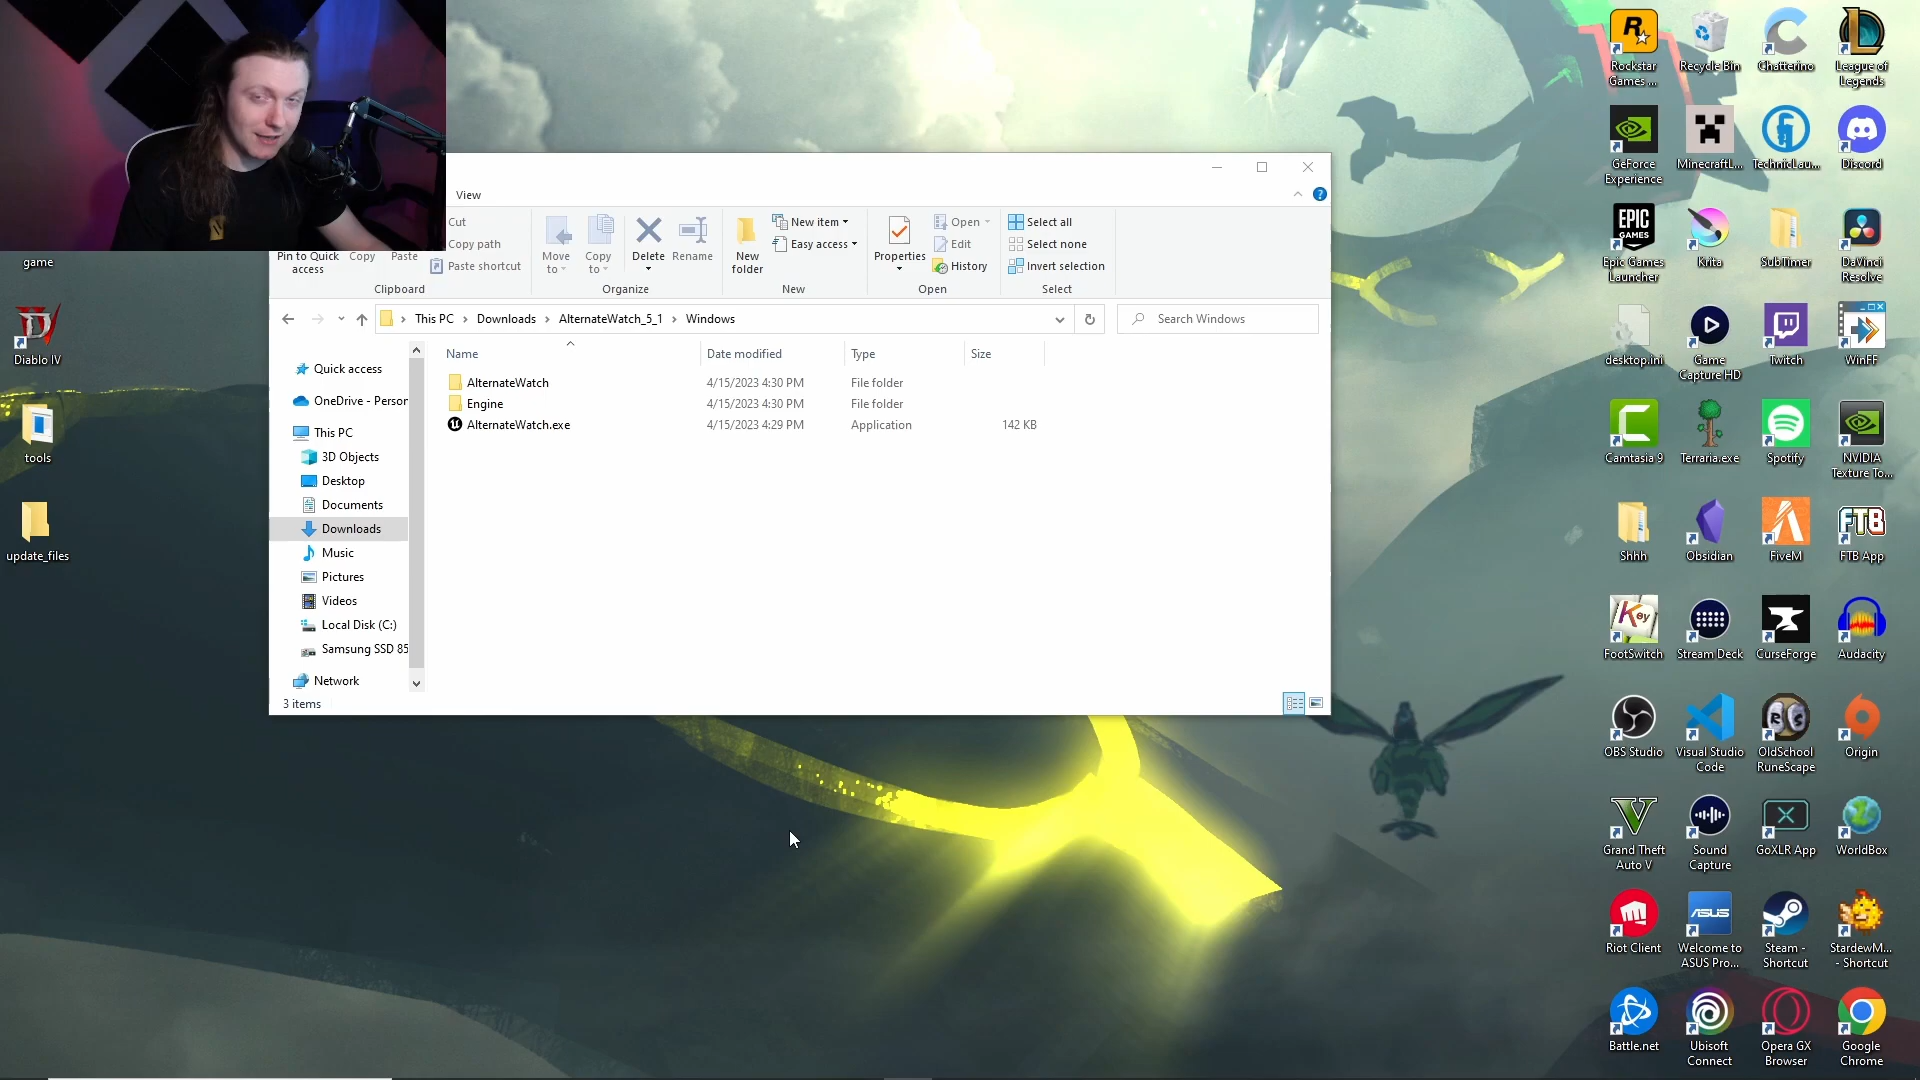 View
Cut
Copy path
Paste shortcut
Pin to Quick access
Copy
Paste
Clipboard
Move to
Copy to
Delete
Rename
Organize
New folder
New item
Easy access
New
Properties
Open
Edit
History
Open
Select all
Select none
Invert selection
Select
This PC
Downloads
AlternateWatch_5_1
Windows
Search Windows
Name
Date modified
Type
Size
AlternateWatch
4/15/2023 4:30 PM
File folder
Engine
4/15/2023 4:30 PM
File folder
AlternateWatch.exe
4/15/2023 4:29 PM
Application
142 KB
Quick access
OneDrive - Person
This PC
3D Objects
Desktop
Documents
Downloads
Music
Pictures
Videos
Local Disk (C:)
Samsung SSD 85
Network
3 items
game
Diablo IV
tools
update_files
Rockstar
Games ...
Recycle Bin
Chatterino
League of
Legends
GeForce
Experience
MinecraftL...
TechnicLau...
Discord
EPIC
GAMES
Epic Games
Launcher
Krita
SubTimer
DaVinci
Resolve
desktop.ini
Game
Capture HD
Twitch
WinFF
Camtasia 9
Terraria.exe
Spotify
NVIDIA
Texture To...
Shhh
Obsidian
FiveM
FTB
FTB App
Key
FootSwitch
Stream Deck
CurseForge
Audacity
OBS Studio
Visual Studio
Code
RS
OldSchool
RuneScape
Origin
Grand Theft
Auto V
Sound
Capture
GoXLR App
WorldBox
Riot Client
ASUS
Welcome to
ASUS Pro...
Steam -
Shortcut
StardewM...
- Shortcut
Battle.net
Ubisoft
Connect
Opera GX
Browser
Google
Chrome